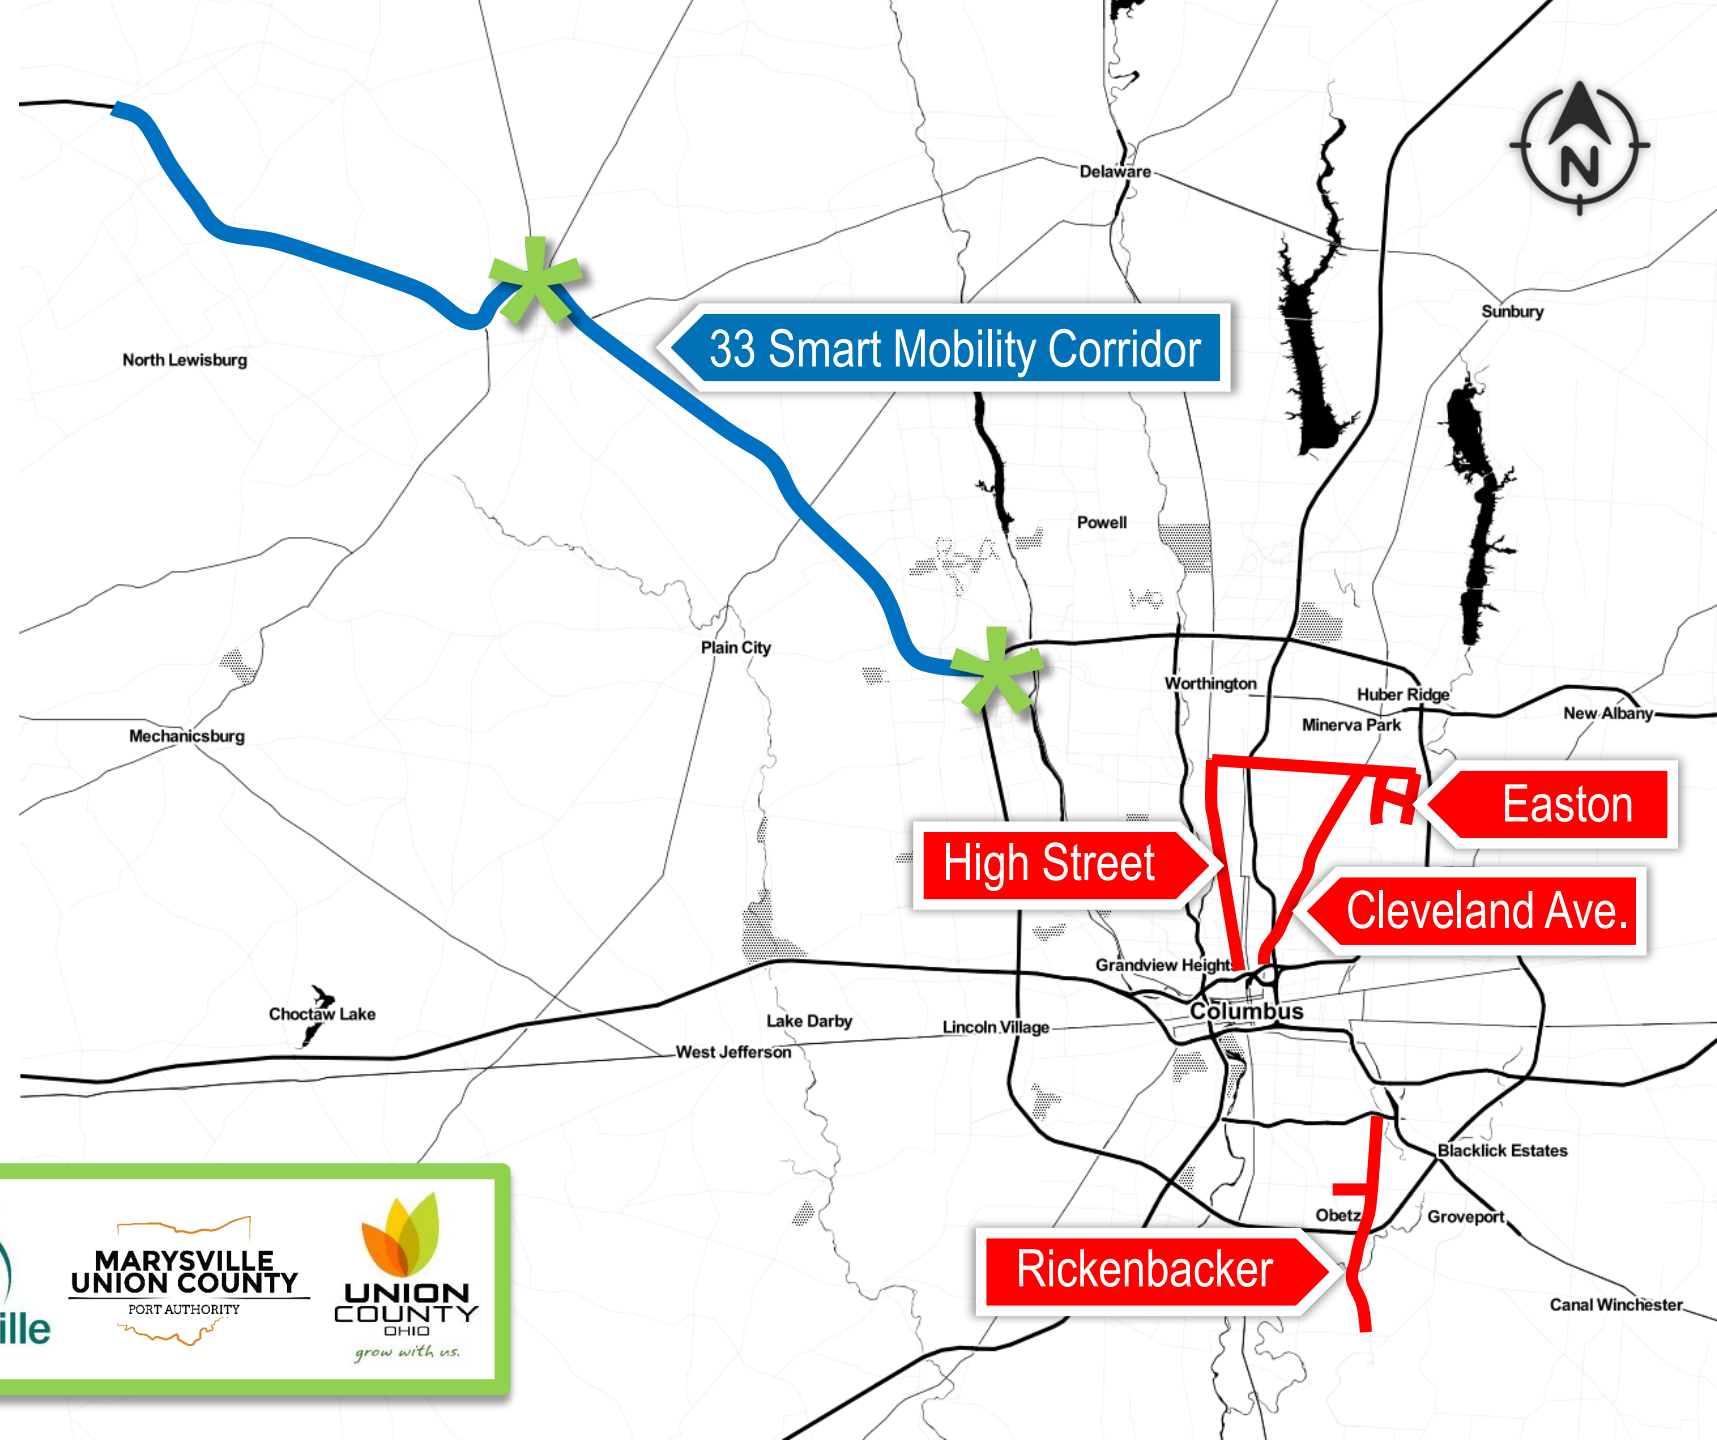 N
Delaware
Sunbury
33 Smart Mobility Corridor
North Lewisburg
Powell
Plain City
Worthington
Huber Ridge
New Albany
Minerva Park
Mechanicsburg
Easton
High Street
Cleveland Ave.
Grandview Heights
Columbus
Choctaw Lake
Lake Darby
Lincoln Village
West Jefferson
Blacklick Estates
Obetz
Groveport
Rickenbacker
Canal Winchester
ille
MARYSVILLE
UNION COUNTY
PORT AUTHORITY
UNION
COUNTY
OHIO
grow with us.